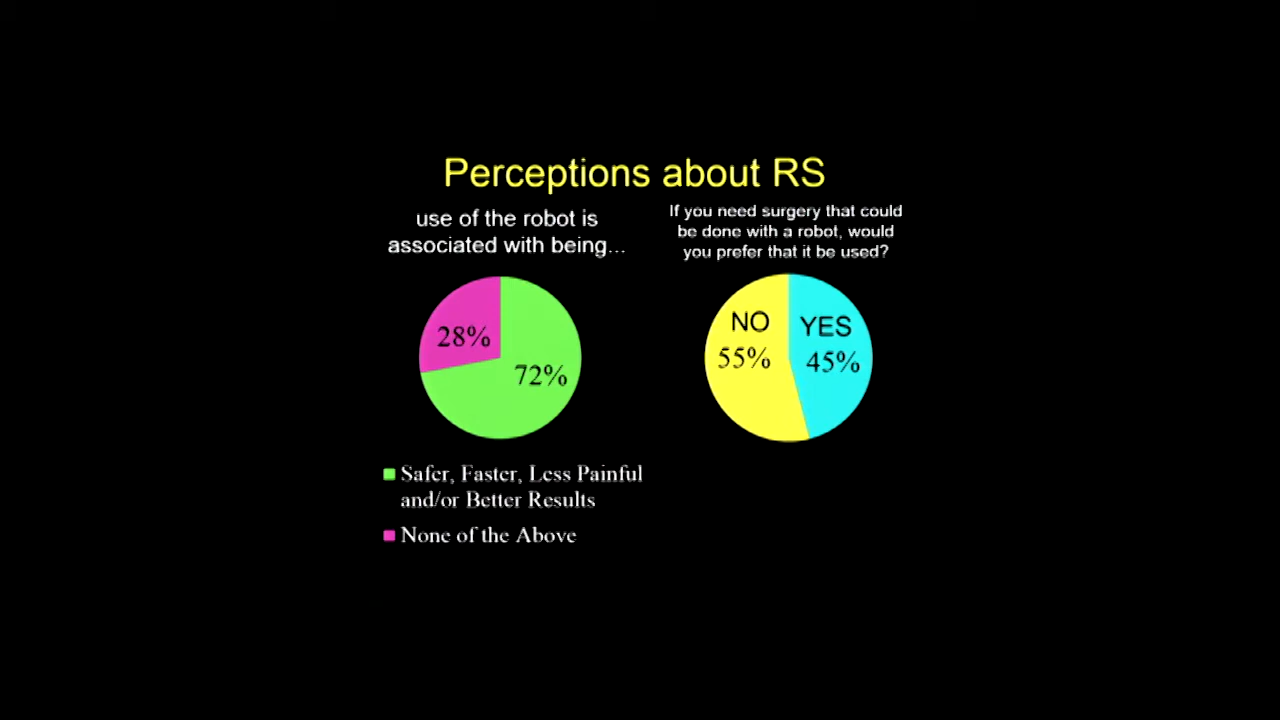 Perceptions about RS
use of the robot is
associated with being...
28%
72%
Safer, Faster, Less Painful
and/or Better Results
None of the Above
If you need surgery that could
be done with a robot, would
you prefer that it be used?
NO
55%
YES
45%